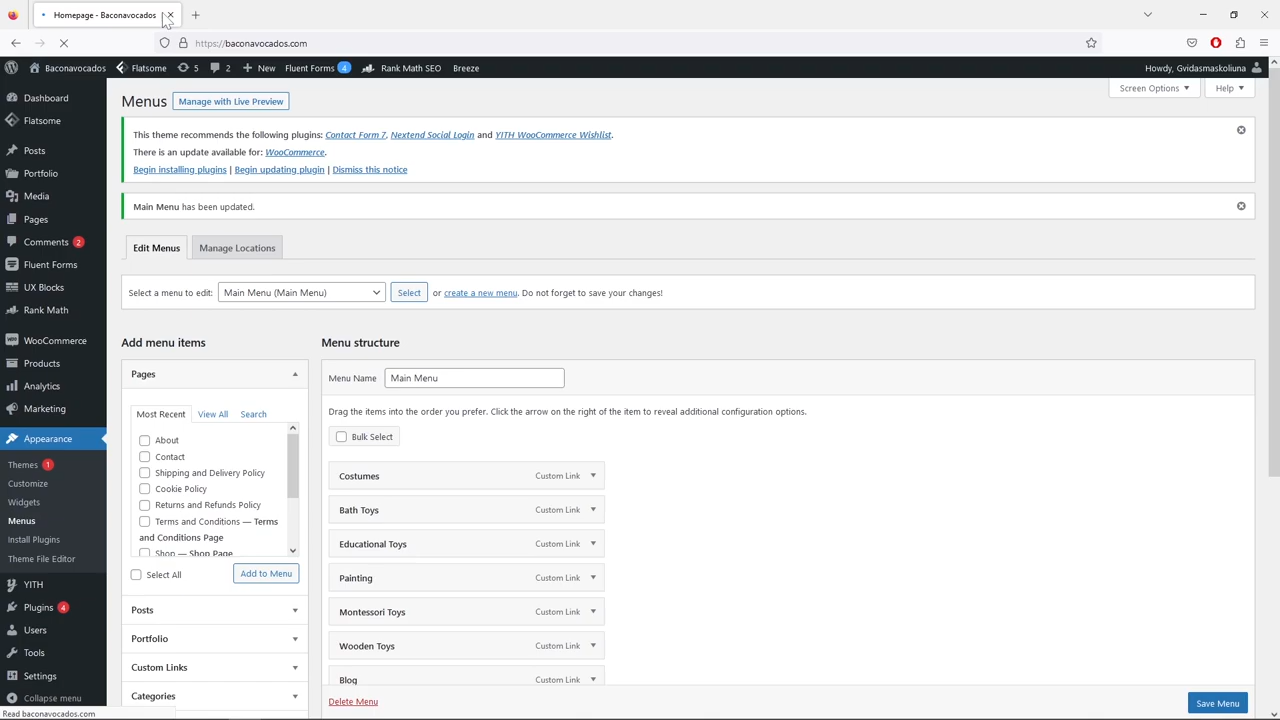 Homepage - Baconavocados
https://baconavocados.com
Baconavocados
Flatsome
5
2
New
Fluent Forms 4
Rank Math SEO
Breeze
Howdy, Gvidasmaskoliuna
Dashboard
Flatsome
Posts
Portfolio
Media
Pages
Comments 2
Fluent Forms
UX Blocks
Rank Math
WooCommerce
Products
Analytics
Marketing
Appearance
Themes 1
Customize
Widgets
Menus
Install Plugins
Theme File Editor
YITH
Plugins 4
Users
Tools
Settings
Collapse menu
Read baconavocados.com
Menus
Manage with Live Preview
Screen Options
Help
This theme recommends the following plugins: Contact Form 7, Nextend Social Login and YITH WooCommerce Wishlist.
There is an update available for: WooCommerce.
Begin installing plugins | Begin updating plugin | Dismiss this notice
Main Menu has been updated.
Edit Menus
Manage Locations
Select a menu to edit: Main Menu (Main Menu) Select or create a new menu. Do not forget to save your changes!
Add menu items
Pages
Most Recent
View All
Search
About
Contact
Shipping and Delivery Policy
Cookie Policy
Returns and Refunds Policy
Terms and Conditions — Terms
and Conditions Page
Shop — Shop Page
Select All
Add to Menu
Posts
Portfolio
Custom Links
Categories
Menu structure
Menu Name Main Menu
Drag the items into the order you prefer. Click the arrow on the right of the item to reveal additional configuration options.
Bulk Select
Costumes Custom Link
Bath Toys Custom Link
Educational Toys Custom Link
Painting Custom Link
Montessori Toys Custom Link
Wooden Toys Custom Link
Blog Custom Link
Delete Menu
Save Menu